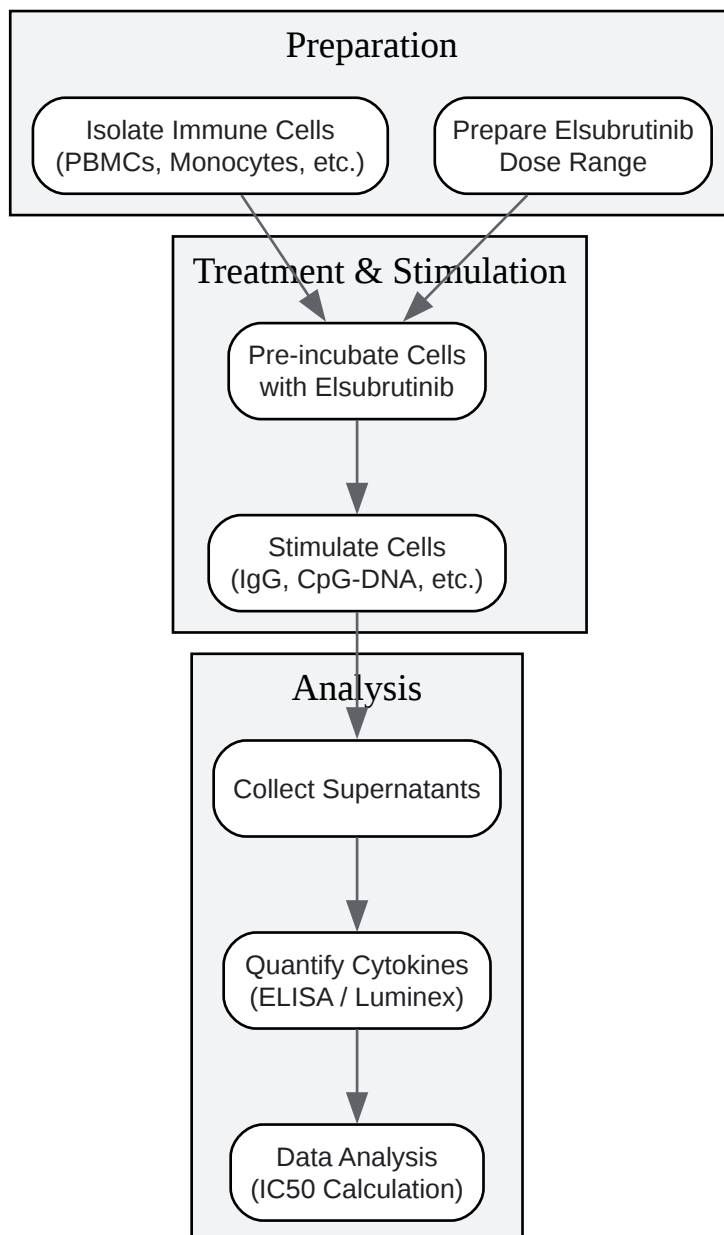 Preparation
Isolate Immune Cells
(PBMCs, Monocytes, etc.)
Prepare Elsubrutinib
Dose Range
Treatment & Stimulation
Pre-incubate Cells
with Elsubrutinib
Stimulate Cells
(IgG, CpG-DNA, etc.)
Analysis
Collect Supernatants
Quantify Cytokines
(ELISA / Luminex)
Data Analysis
(IC50 Calculation)